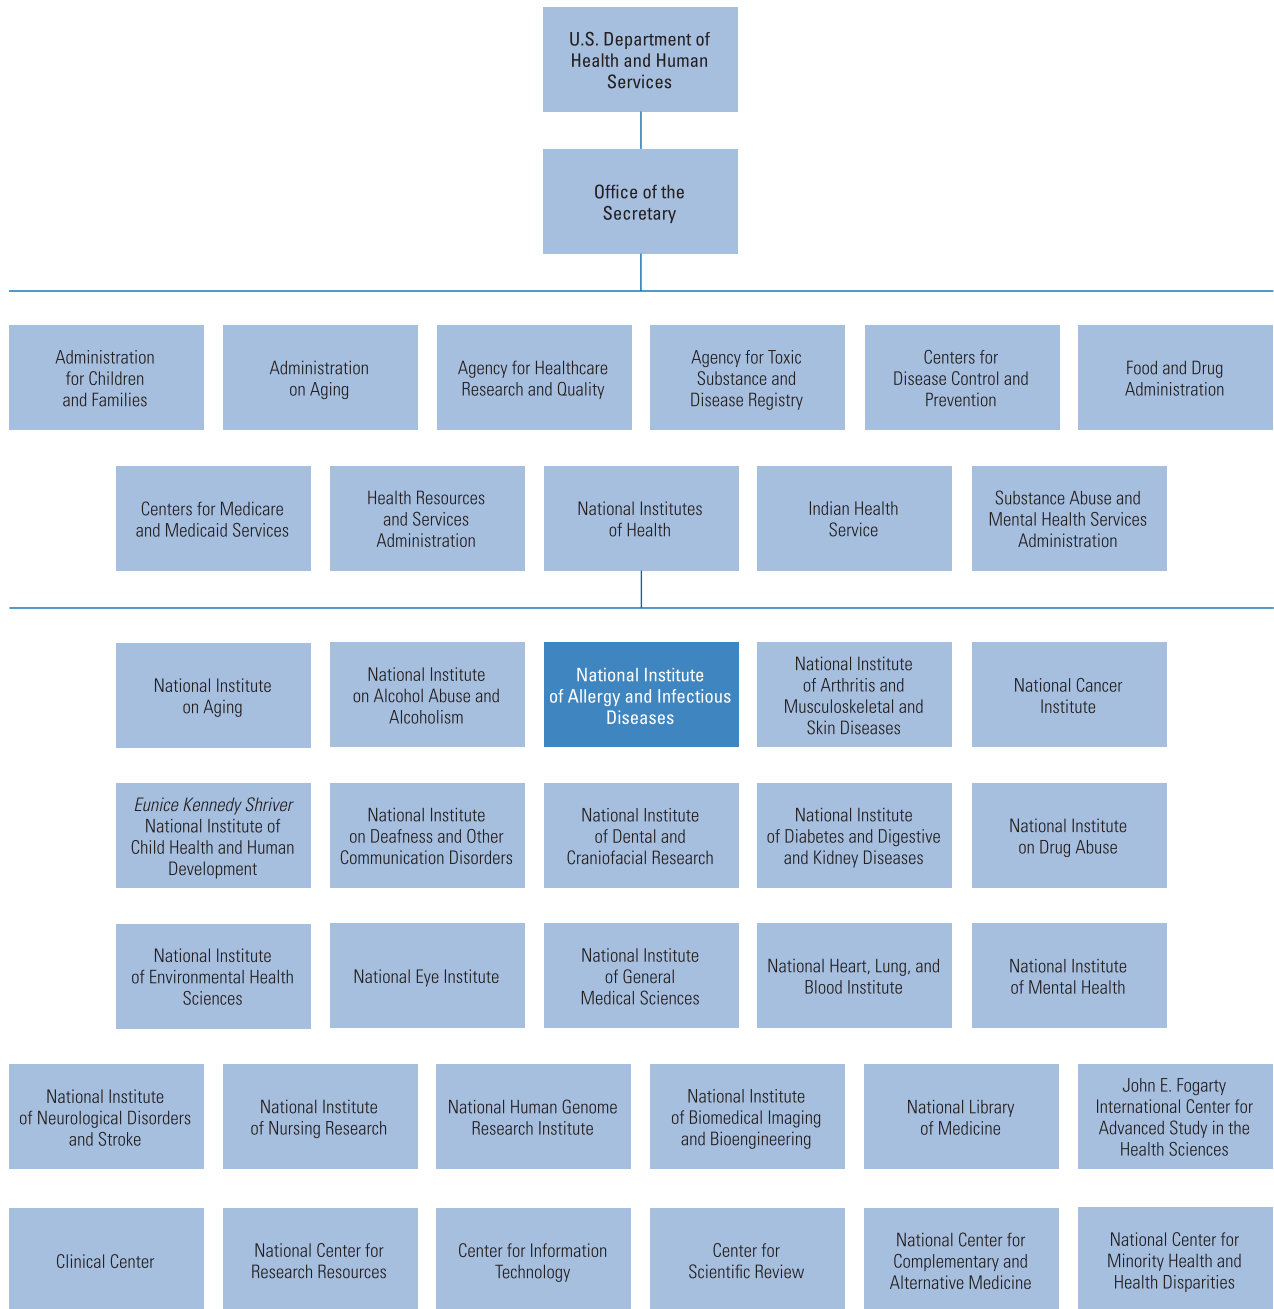 U.S. Department of
Health and Human
Services
Office of the
Secretary
Administration
for Children
and Families
Administration
on Aging
Agency for Healthcare
Research and Quality
Agency for Toxic
Substance and
Disease Registry
Centers for
Disease Control and
Prevention
Food and Drug
Administration
Centers for Medicare
and Medicaid Services
Health Resources
and Services
Administration
National Institutes
of Health
Indian Health
Service
Substance Abuse and
Mental Health Services
Administration
National Institute
on Aging
National Institute
on Alcohol Abuse and
Alcoholism
National Institute
of Allergy and Infectious
Diseases
National Institute
of Arthritis and
Musculoskeletal and
Skin Diseases
National Cancer
Institute
Eunice Kennedy Shriver
National Institute of
Child Health and Human
Development
National Institute
on Deafness and Other
Communication Disorders
National Institute
of Dental and
Craniofacial Research
National Institute
of Diabetes and Digestive
and Kidney Diseases
National Institute
on Drug Abuse
National Institute
of Environmental Health
Sciences
National Eye Institute
National Institute
of General
Medical Sciences
National Heart, Lung, and
Blood Institute
National Institute
of Mental Health
National Institute
of Neurological Disorders
and Stroke
National Institute
of Nursing Research
National Human Genome
Research Institute
National Institute
of Biomedical Imaging
and Bioengineering
National Library
of Medicine
John E. Fogarty
International Center for
Advanced Study in the
Health Sciences
Clinical Center
National Center for
Research Resources
Center for Information
Technology
Center for
Scientific Review
National Center for
Complementary and
Alternative Medicine
National Center for
Minority Health and
Health Disparities